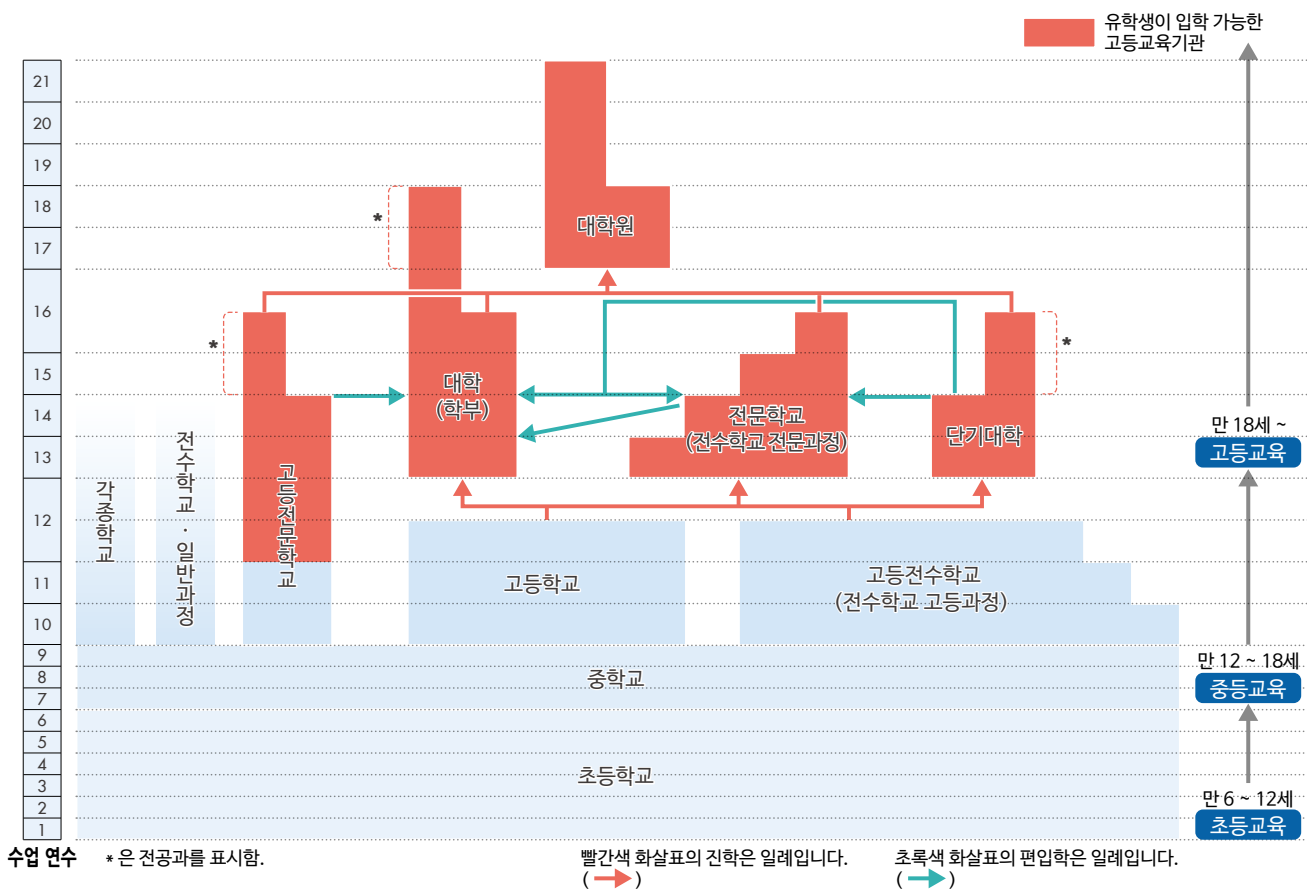 유학생이 입학 가능한
고등교육기관
21
20
19
18
17
16
15
14
13
12
11
10
9
8
7
6
5
4
3
2
1
수업 연수
*
대학원
*
*
대학
(학부)
전문학교
(전수학교 전문과정)
단기대학
각종학교
전수학교・일반과정
고등전문학교
고등학교
고등전수학교
(전수학교 고등과정)
중학교
초등학교
만 18세 ~
고등교육
만 12 ~ 18세
중등교육
만 6 ~ 12세
초등교육
* 은 전공과를 표시함.
빨간색 화살표의 진학은 일례입니다.
( )
초록색 화살표의 편입학은 일례입니다.
( )